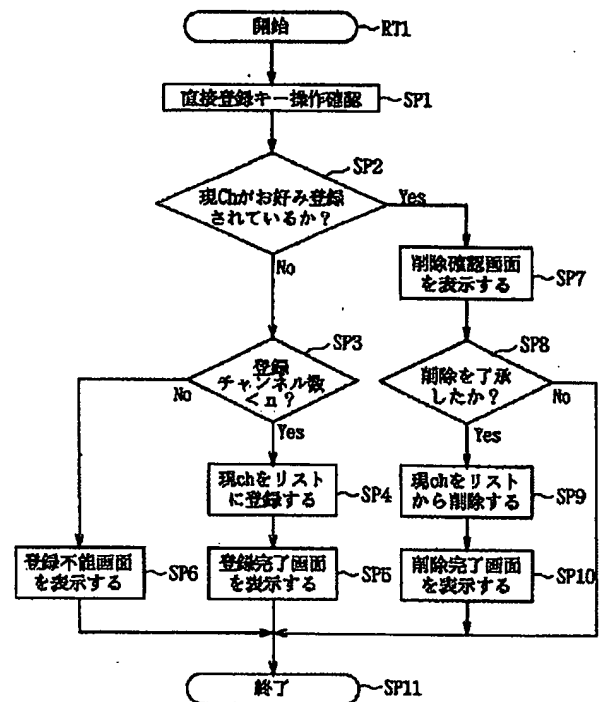 開始
RT1
直接登録キー操作確認
SP1
SP2
現Chがお好み登録
されているか?
Yes
No
削除確認画面
を表示する
SP7
SP3
登録
チャンネル数
<n?
No
Yes
SP8
削除を了承
したか?
No
Yes
現chをリスト
に登録する
SP4
現chをリスト
から削除する
SP9
登録不能画面
を表示する
SP6
登録完了画面
を表示する
SP5
削除完了画面
を表示する
SP10
終了
SP11